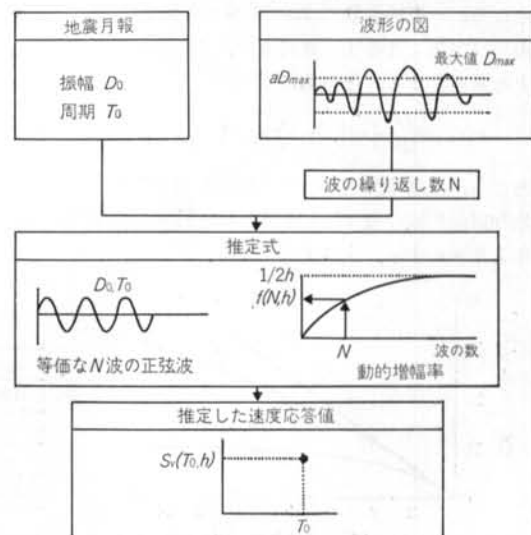 地震月報
振幅 D₀
周期 T₀
波形の図
最大値 Dmax
aDmax
波の繰り返し数N
推定式
D₀,T₀
等価なN波の正弦波
1/2h
f(N,h)
N
波の数
動的増幅率
推定した速度応答値
Sv(T₀,h)
T₀